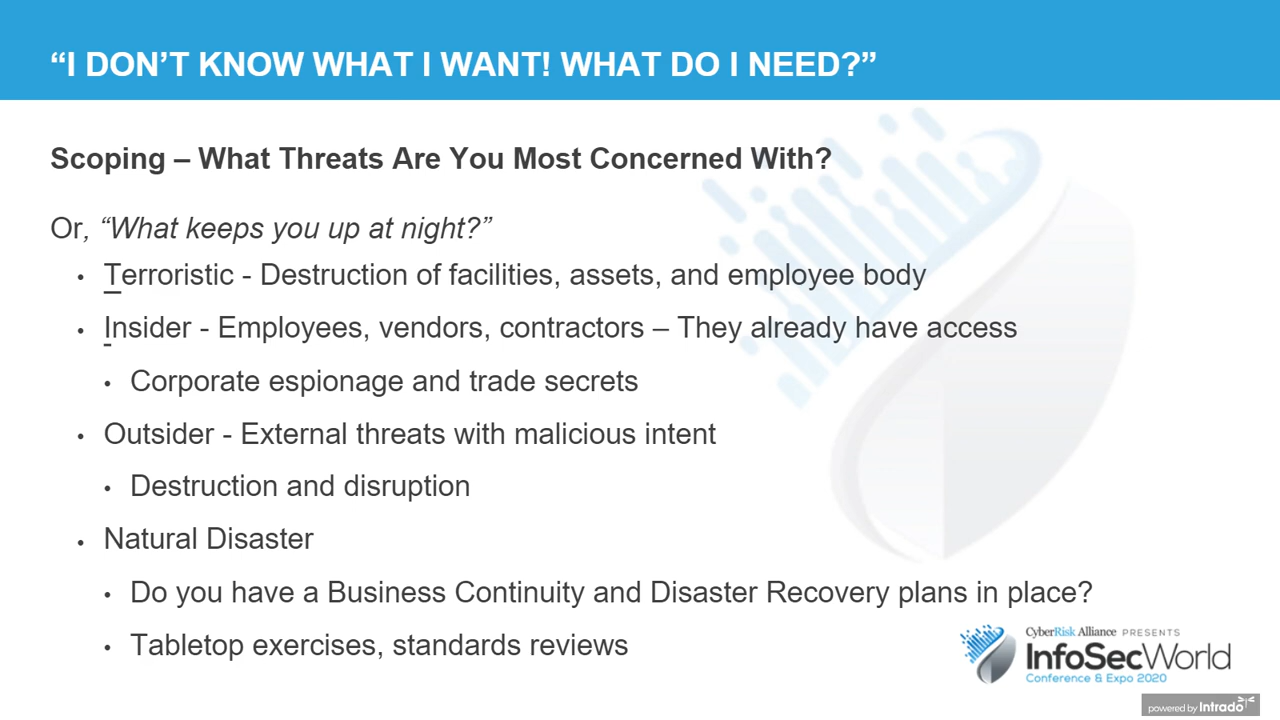 “I DON’T KNOW WHAT I WANT! WHAT DO I NEED?”
Scoping – What Threats Are You Most Concerned With?
Or, “What keeps you up at night?”
• Terroristic - Destruction of facilities, assets, and employee body
• Insider - Employees, vendors, contractors – They already have access
• Corporate espionage and trade secrets
• Outsider - External threats with malicious intent
• Destruction and disruption
• Natural Disaster
• Do you have a Business Continuity and Disaster Recovery plans in place?
• Tabletop exercises, standards reviews
CyberRisk Alliance PRESENTS
InfoSecWorld
Conference & Expo 2020
powered by Intrado